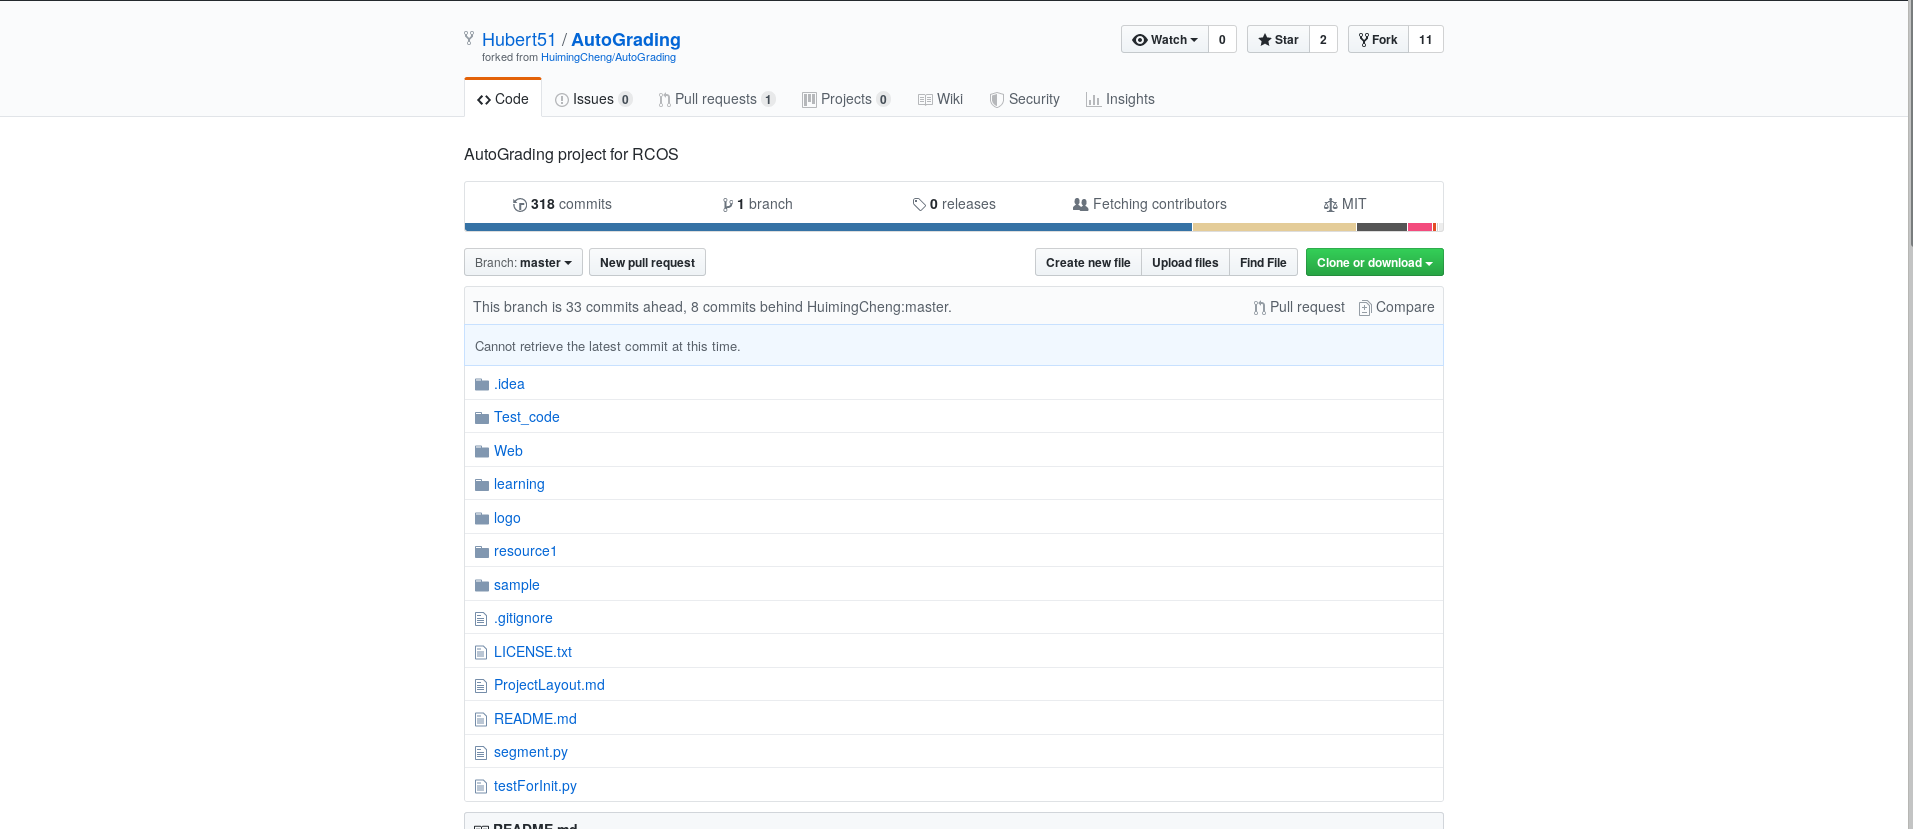 Hubert51 / AutoGrading
forked from HuimingCheng/AutoGrading
Watch 0 Star 2 Fork 11
Code Issues 0 Pull requests 1 Projects 0 Wiki Security Insights
AutoGrading project for RCOS
318 commits 1 branch 0 releases Fetching contributors MIT
Branch: master New pull request Create new file Upload files Find File Clone or download
This branch is 33 commits ahead, 8 commits behind HuimingCheng:master. Pull request Compare
Cannot retrieve the latest commit at this time.
.idea
Test_code
Web
learning
logo
resource1
sample
.gitignore
LICENSE.txt
ProjectLayout.md
README.md
segment.py
testForInit.py
README.md